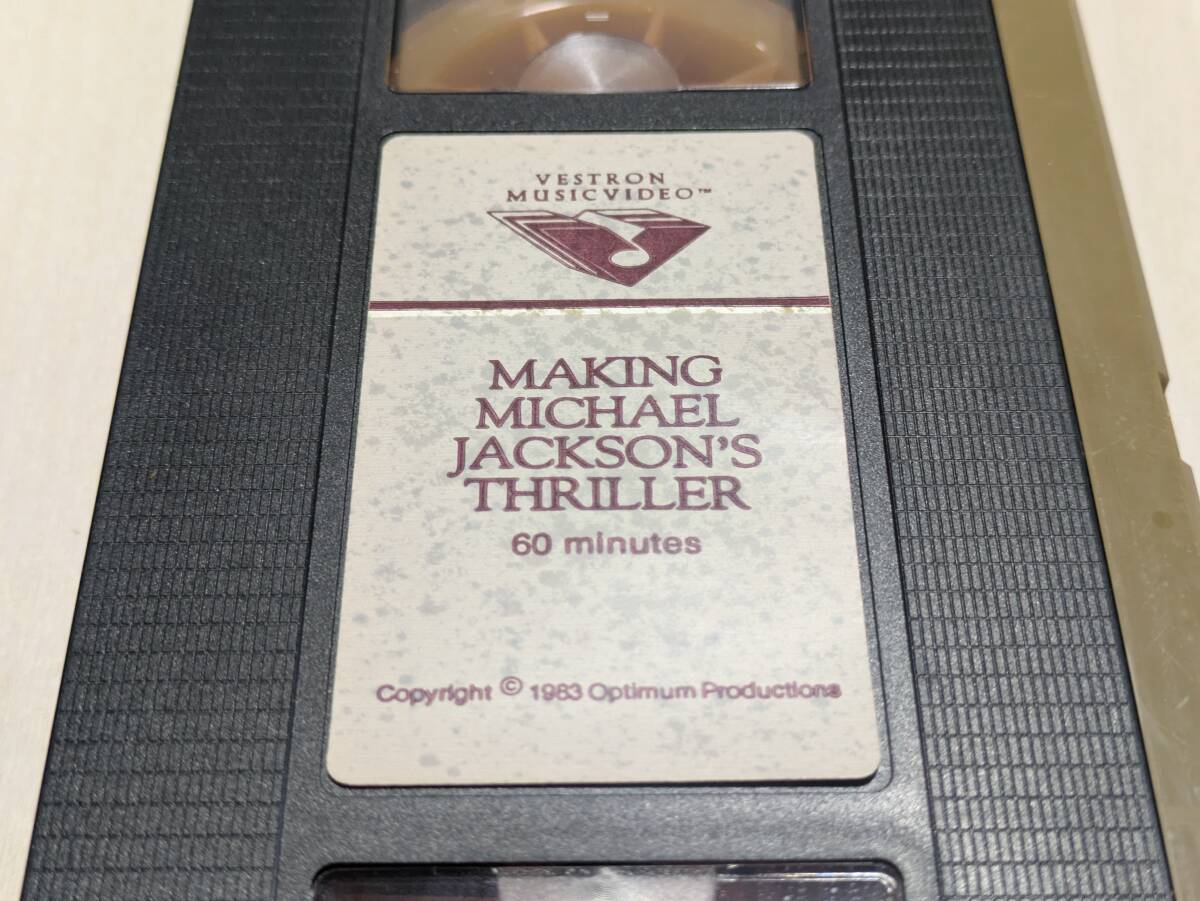 VESTRON
MUSICVIDEO™
MAKING
MICHAEL
JACKSON'S
THRILLER
60 minutes
Copyright © 1983 Optimum Productions